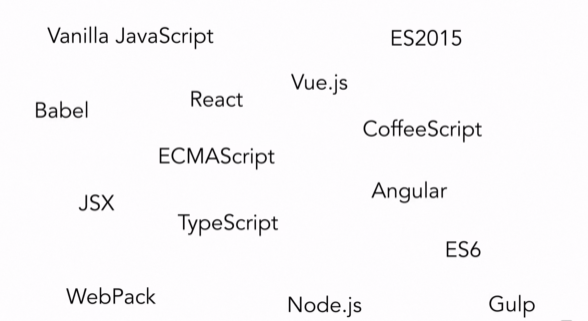 Vanilla JavaScript
ES2015
Vue.js
React
Babel
CoffeeScript
ECMAScript
Angular
JSX
TypeScript
ES6
WebPack
Node.js
Gulp